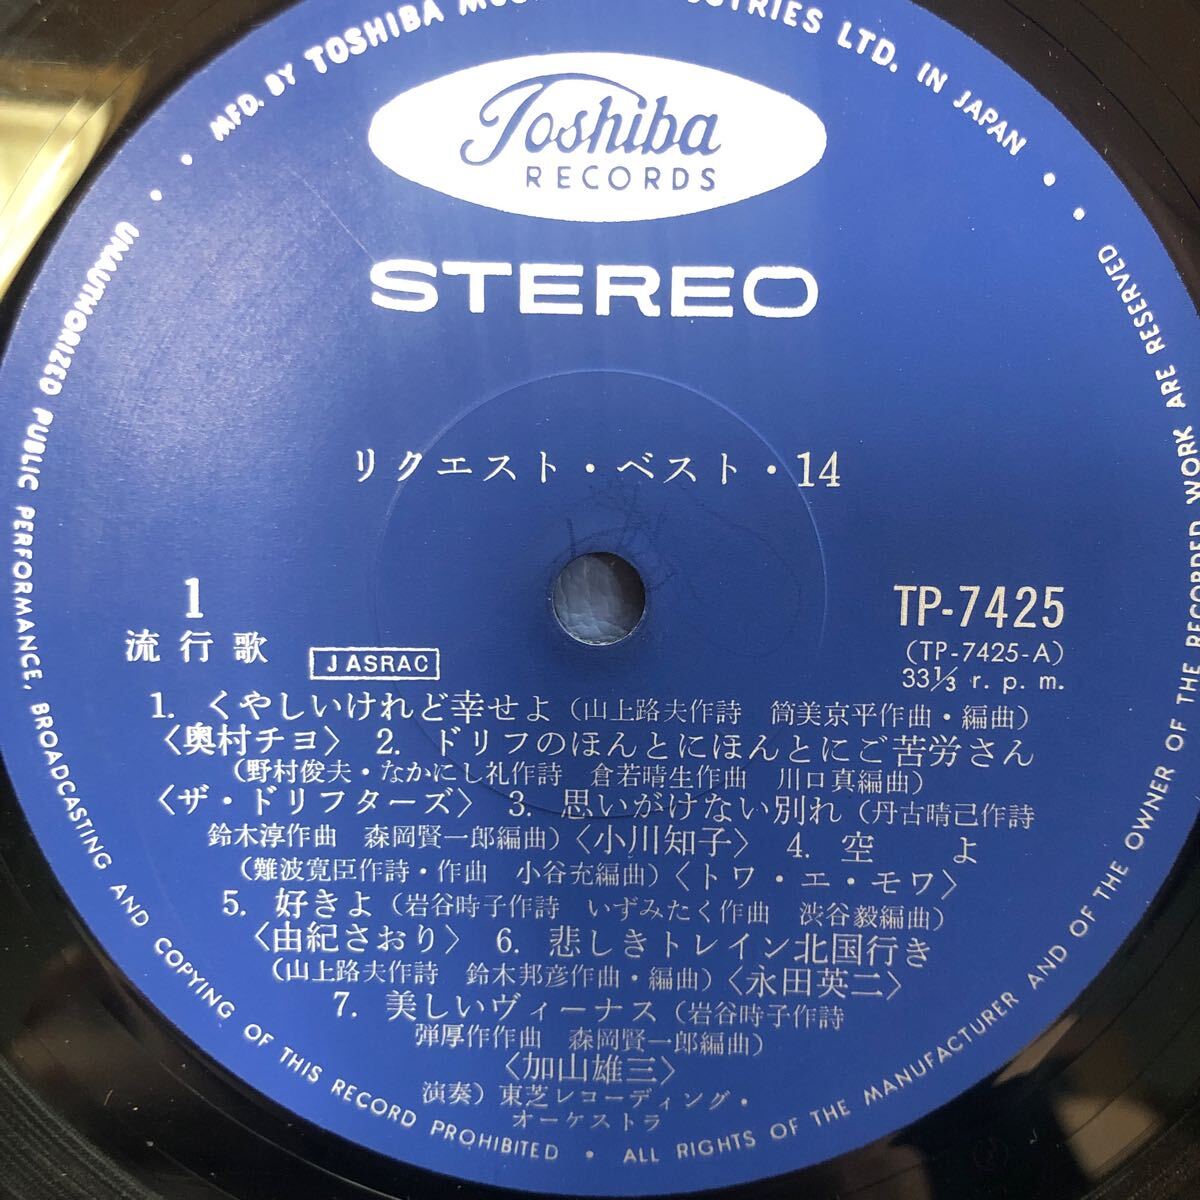 MFD. BY TOSHIBA INDUSTRIES LTD. IN JAPAN
Toshiba
RECORDS
STEREO
リクエスト・ベスト・14
1
流行歌
JASRAC
TP-7425
(TP-7425-A)
33⅓ r. p. m.
1. くやしいけれど幸せよ(山上路夫作詩 筒美京平作曲・編曲)
〈奥村チヨ〉 2. ドリフのほんとにほんとにご苦労さん
(野村俊夫・なかにし礼作詩 倉若晴生作曲 川口真編曲)
〈ザ・ドリフターズ〉 3. 思いがけない別れ(丹古晴己作詩
鈴木淳作曲 森岡賢一郎編曲)〈小川知子〉 4. 空 よ
(難波寛臣作詩・作曲 小谷充編曲)〈トワ・エ・モワ〉
5. 好きよ(岩谷時子作詩 いずみたく作曲 渋谷毅編曲)
〈由紀さおり〉 6. 悲しきトレイン北国行き
(山上路夫作詩 鈴木邦彦作曲・編曲)〈永田英二〉
7. 美しいヴィーナス(岩谷時子作詩
弾厚作作曲 森岡賢一郎編曲)
〈加山雄三〉
演奏) 東芝レコーディング・
オーケストラ
UNAUTHORIZED PUBLIC PERFORMANCE, BROADCASTING AND COPYING OF THIS RECORD PROHIBITED • ALL RIGHTS OF THE MANUFACTURER AND OF THE OWNER OF THE RECORDED WORK ARE RESERVED